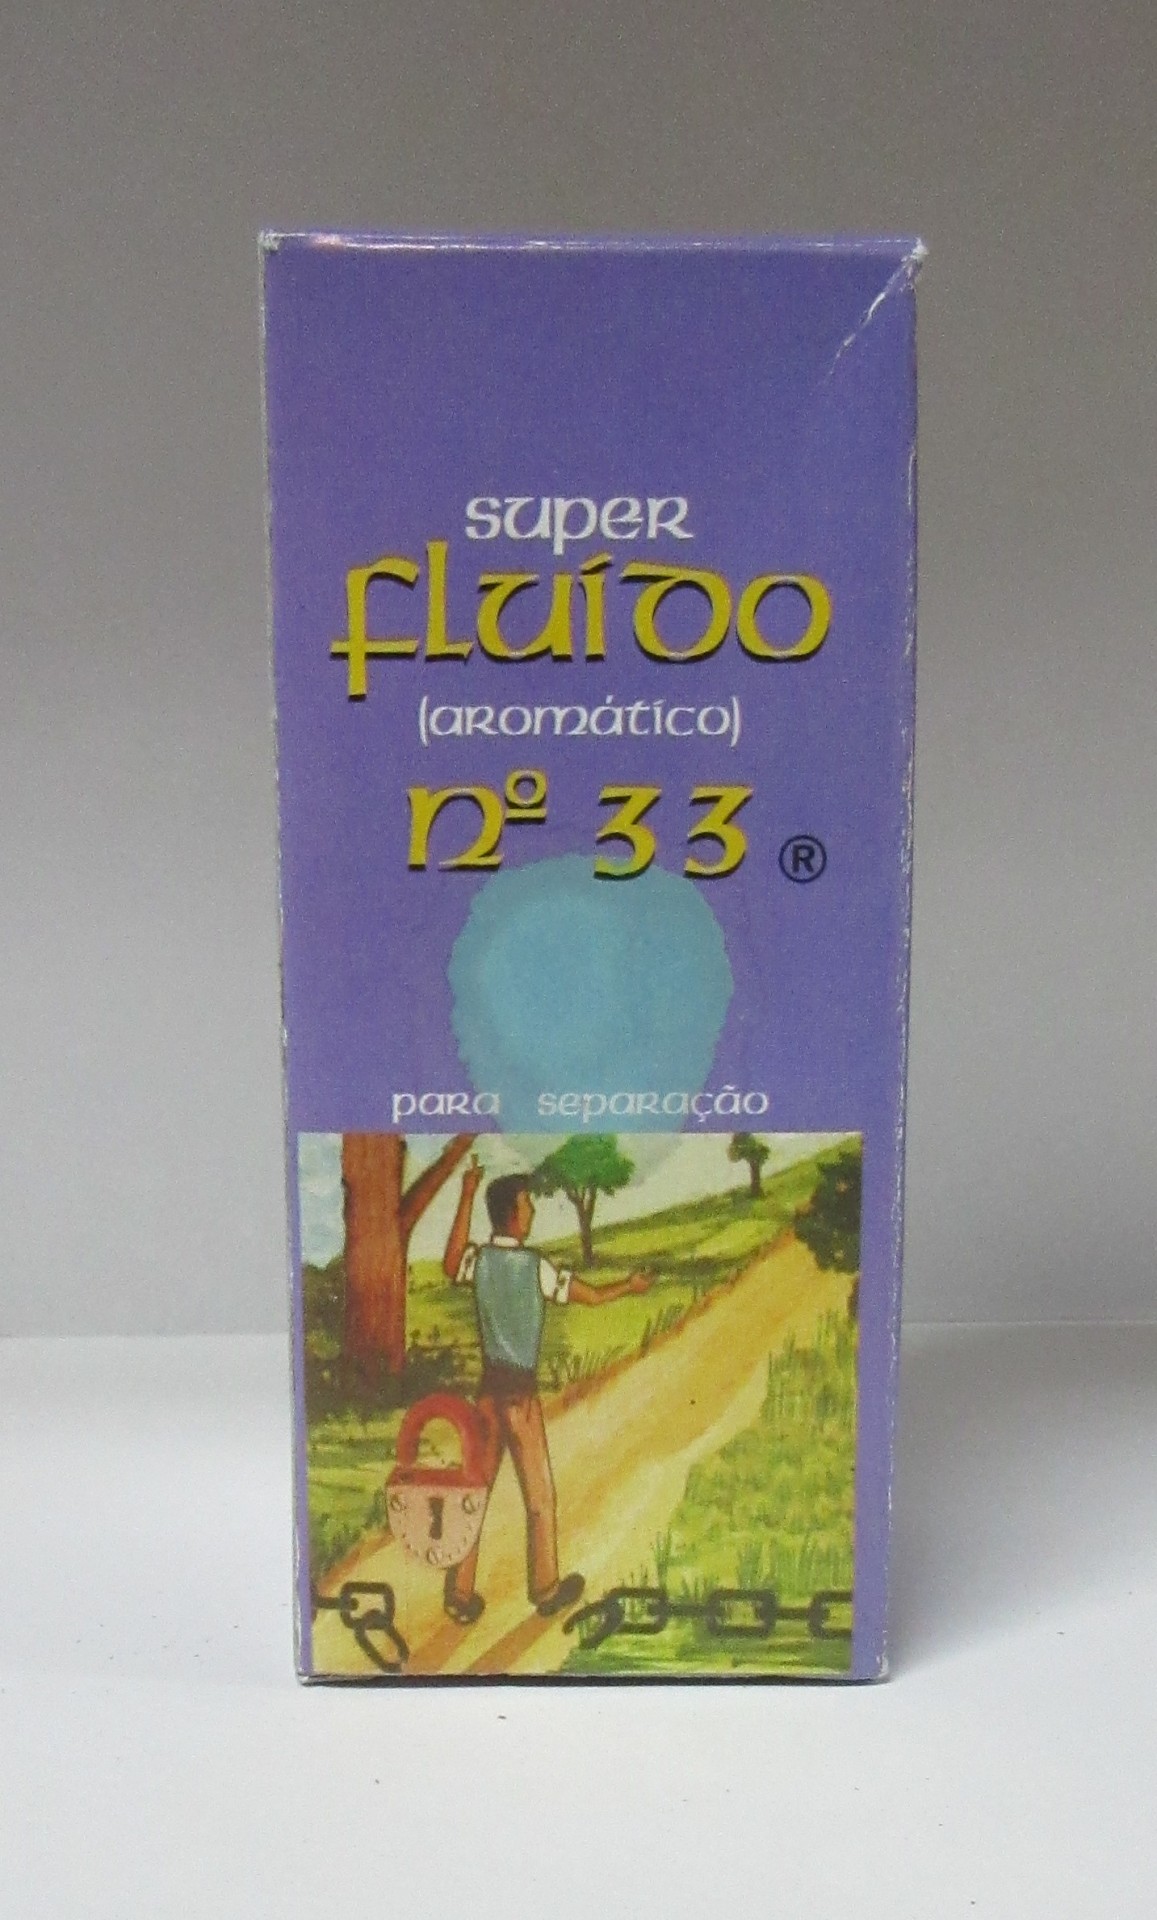 super
fluído
(aromático)
nº 33 ®
para separação